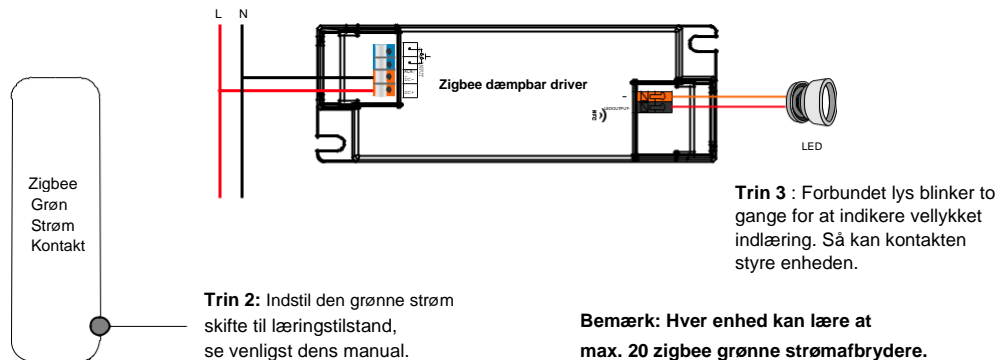 L N
Zigbee dæmpbar driver
LEDOUTPUT
LED
Zigbee
Grøn
Strøm
Kontakt
Trin 3 : Forbundet lys blinker to
gange for at indikere vellykket
indlæring. Så kan kontakten
styre enheden.
Trin 2: Indstil den grønne strøm
skifte til læringstilstand,
se venligst dens manual.
Bemærk: Hver enhed kan lære at
max. 20 zigbee grønne strømafbrydere.